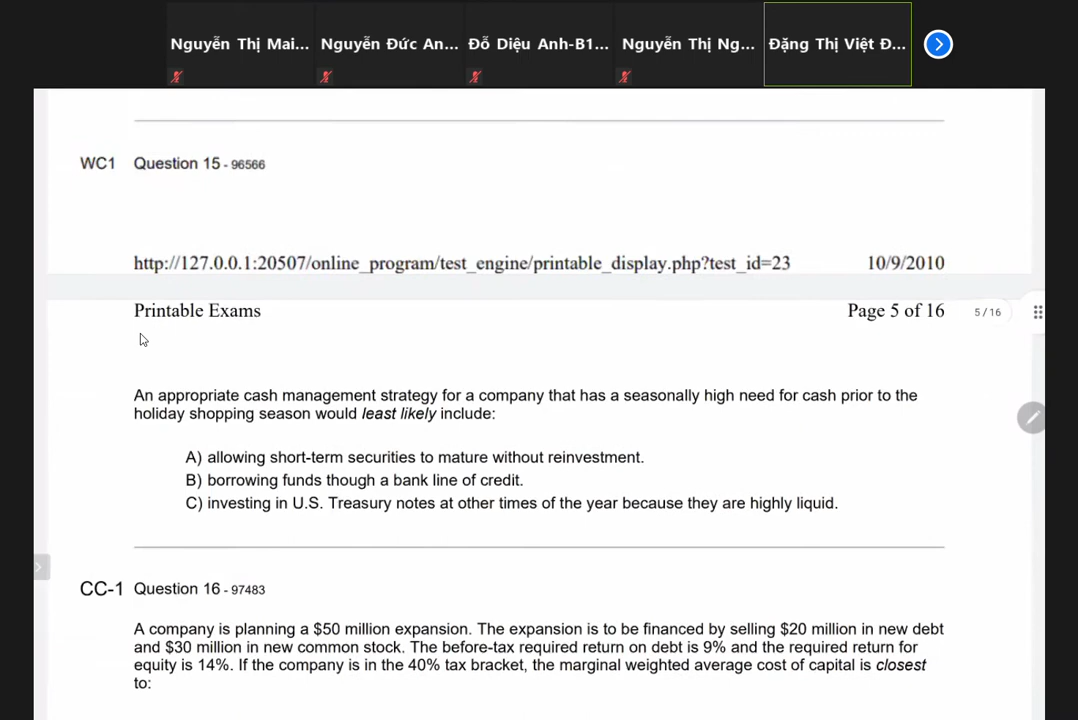 Nguyễn Thị Mai...
Nguyễn Đức An...
Đỗ Diệu Anh-B1...
Nguyễn Thị Ng...
Đặng Thị Việt Đ...
WC1 Question 15 - 96566
http://127.0.0.1:20507/online_program/test_engine/printable_display.php?test_id=23 10/9/2010
Printable Exams Page 5 of 16
5 / 16
An appropriate cash management strategy for a company that has a seasonally high need for cash prior to the
holiday shopping season would least likely include:
A) allowing short-term securities to mature without reinvestment.
B) borrowing funds though a bank line of credit.
C) investing in U.S. Treasury notes at other times of the year because they are highly liquid.
CC-1 Question 16 - 97483
A company is planning a $50 million expansion. The expansion is to be financed by selling $20 million in new debt
and $30 million in new common stock. The before-tax required return on debt is 9% and the required return for
equity is 14%. If the company is in the 40% tax bracket, the marginal weighted average cost of capital is closest
to: